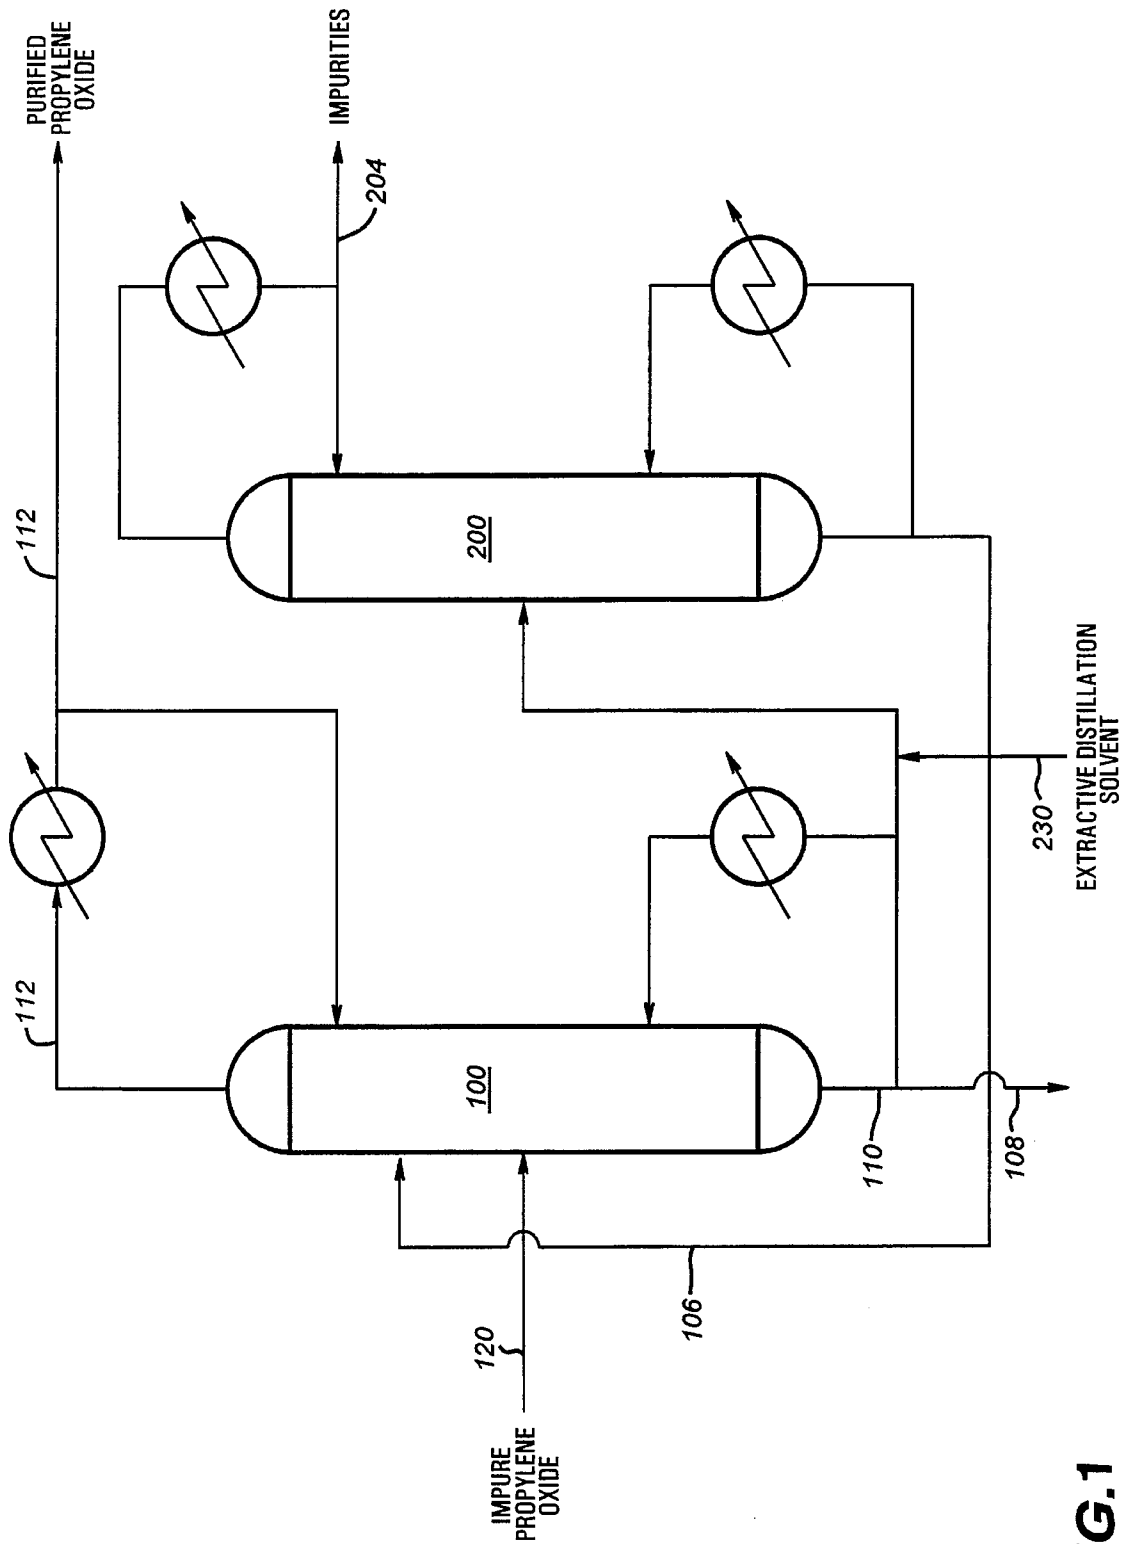 PURIFIED
PROPYLENE
OXIDE
IMPURITIES
204
112
112
200
100
230
EXTRACTIVE DISTILLATION
SOLVENT
110
108
106
120
IMPURE
PROPYLENE
OXIDE
G.1